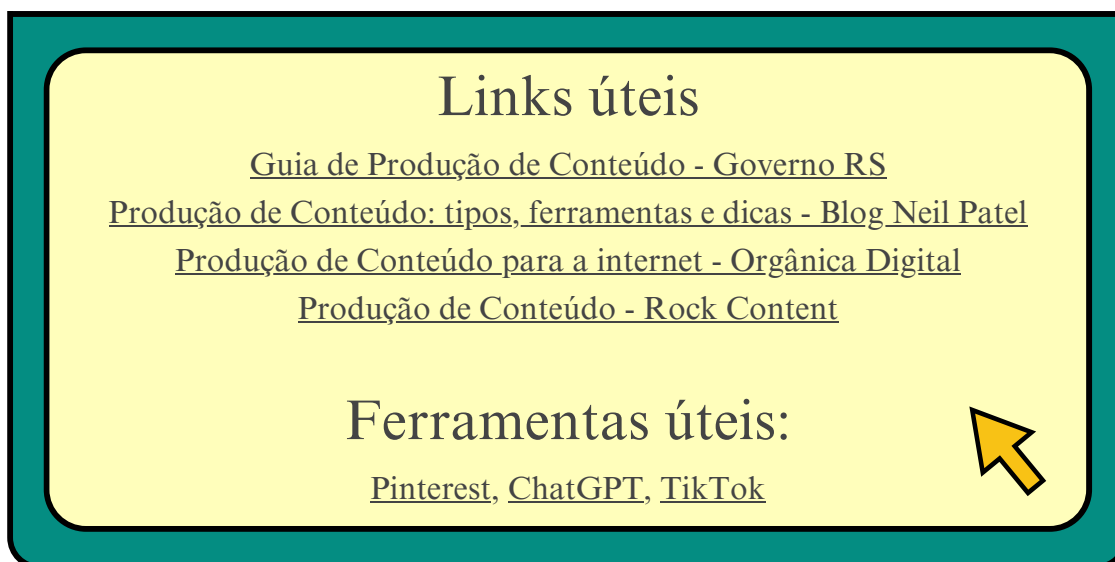 Links úteis
Guia de Produção de Conteúdo - Governo RS
Produção de Conteúdo: tipos, ferramentas e dicas - Blog Neil Patel
Produção de Conteúdo para a internet - Orgânica Digital
Produção de Conteúdo - Rock Content
Ferramentas úteis:
Pinterest, ChatGPT, TikTok